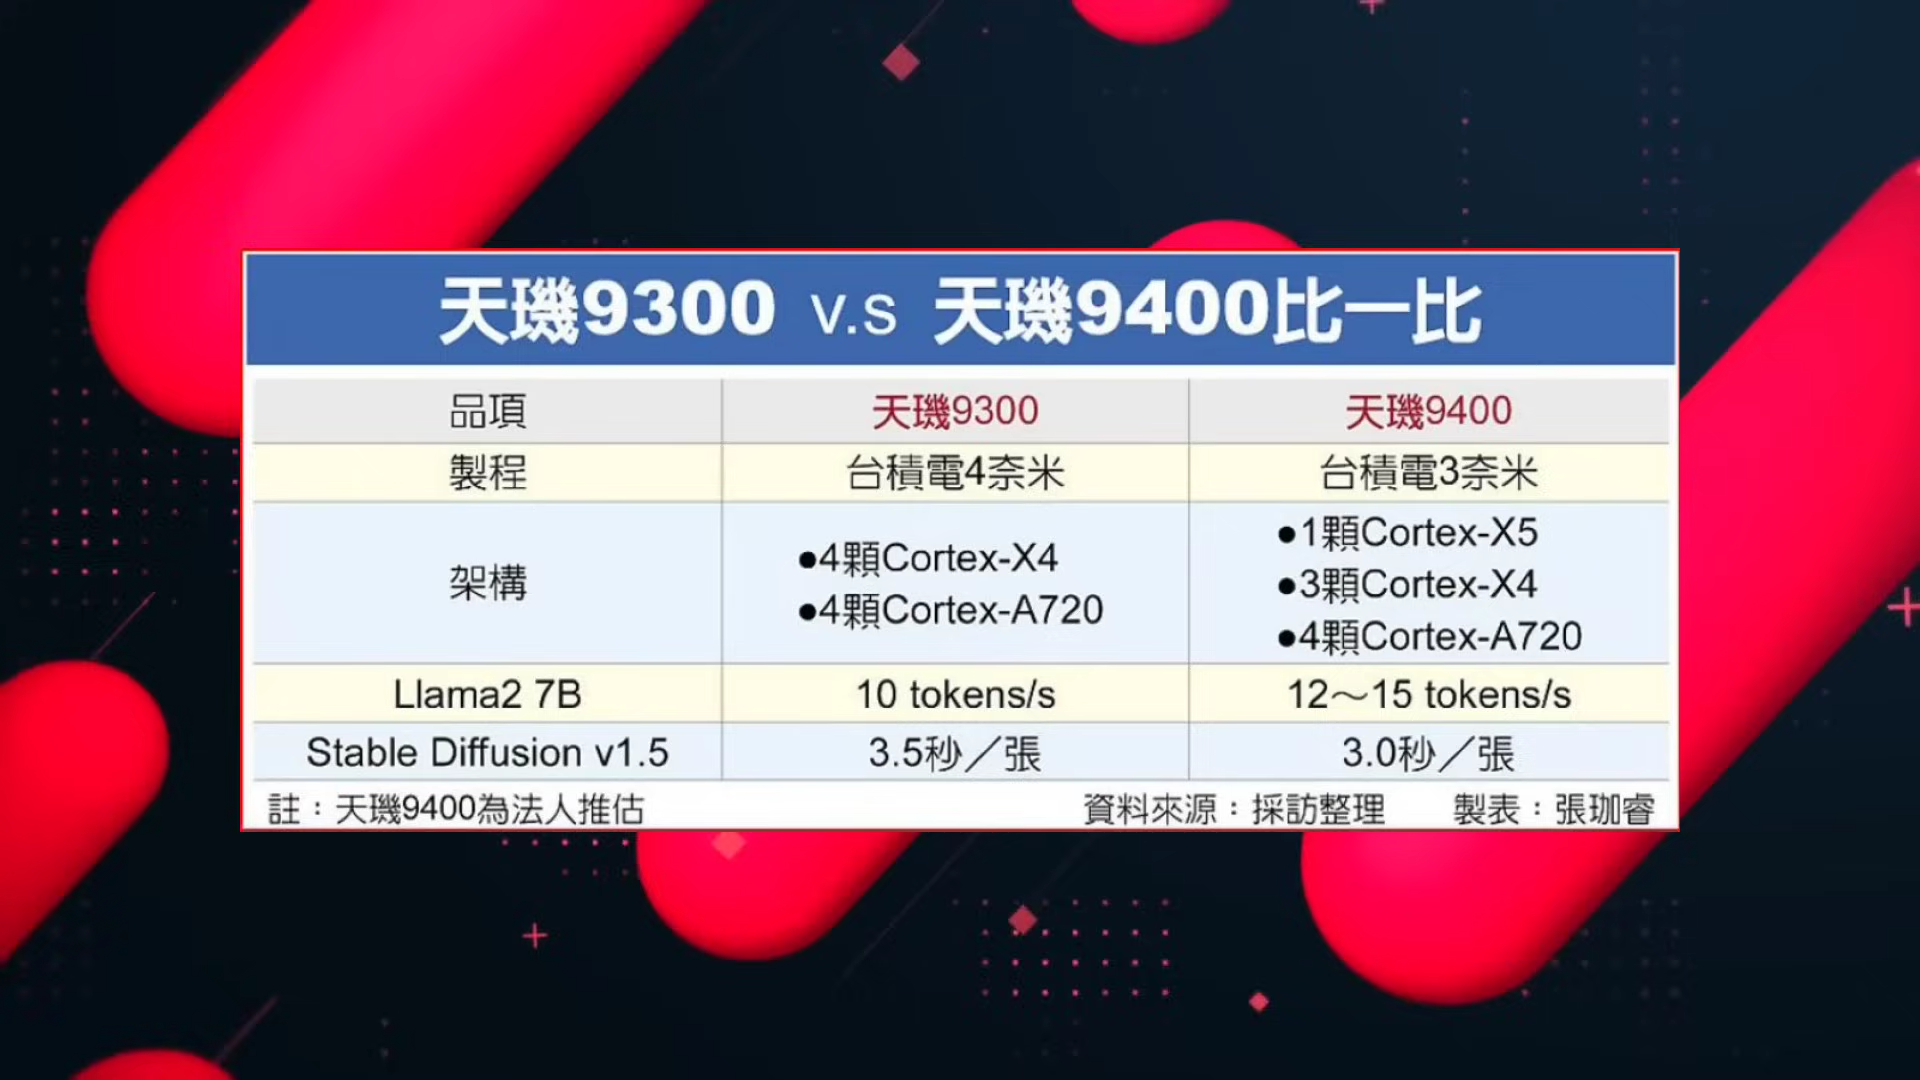 天璣9300 v.s 天璣9400比一比
品項 天璣9300 天璣9400
製程 台積電4奈米 台積電3奈米
架構
●4顆Cortex-X4
●4顆Cortex-A720
●1顆Cortex-X5
●3顆Cortex-X4
●4顆Cortex-A720
Llama2 7B 10 tokens/s 12～15 tokens/s
Stable Diffusion v1.5 3.5秒／張 3.0秒／張
註：天璣9400為法人推估 資料來源：採訪整理 製表：張珈睿